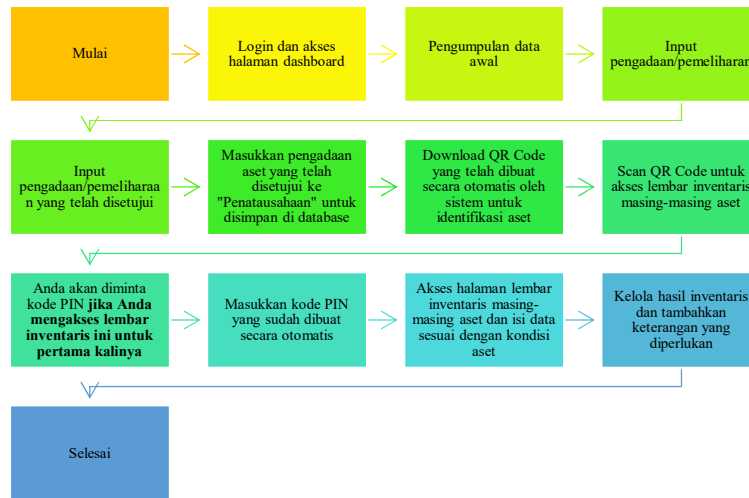 Mulai
Login dan akses
halaman dashboard
Pengumpulan data
awal
Input
pengadaan/pemeliharan
Input
pengadaan/pemeliharaa
n yang telah disetujui
Masukkan pengadaan
aset yang telah
disetujui ke
"Penatausahaan" untuk
disimpan di database
Download QR Code
yang telah dibuat
secara otomatis oleh
sistem untuk
identifikasi aset
Scan QR Code untuk
akses lembar inventaris
masing-masing aset
Anda akan diminta
kode PIN jika Anda
mengakses lembar
inventaris ini untuk
pertama kalinya
Masukkan kode PIN
yang sudah dibuat
secara otomatis
Akses halaman lembar
inventaris masing-
masing aset dan isi data
sesuai dengan kondisi
aset
Kelola hasil inventaris
dan tambahkan
keterangan yang
diperlukan
Selesai